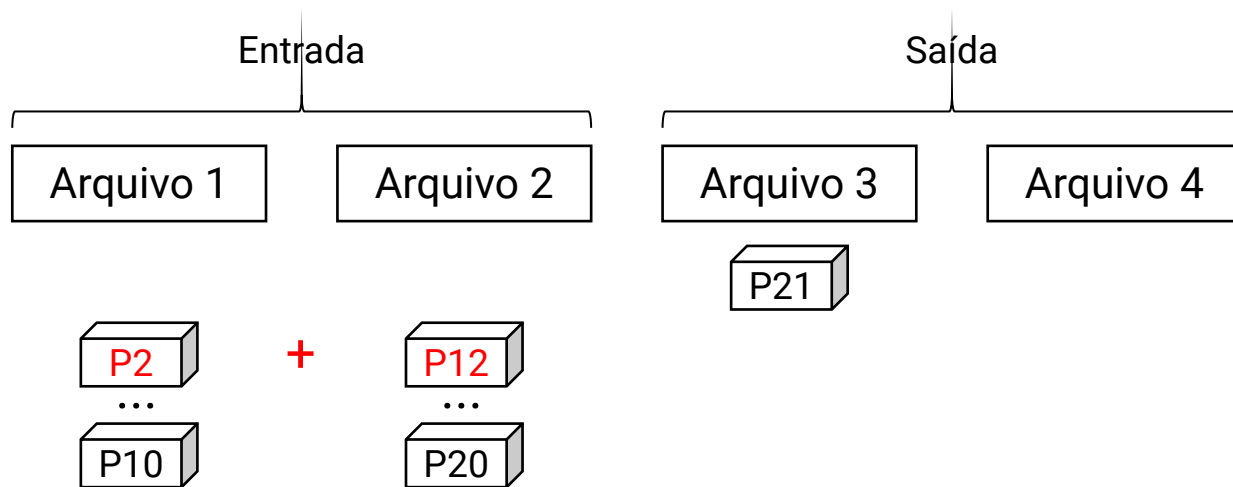 Entrada Saída
Arquivo 1 Arquivo 2 Arquivo 3 Arquivo 4
P21
P2 + P12
... ...
P10 P20